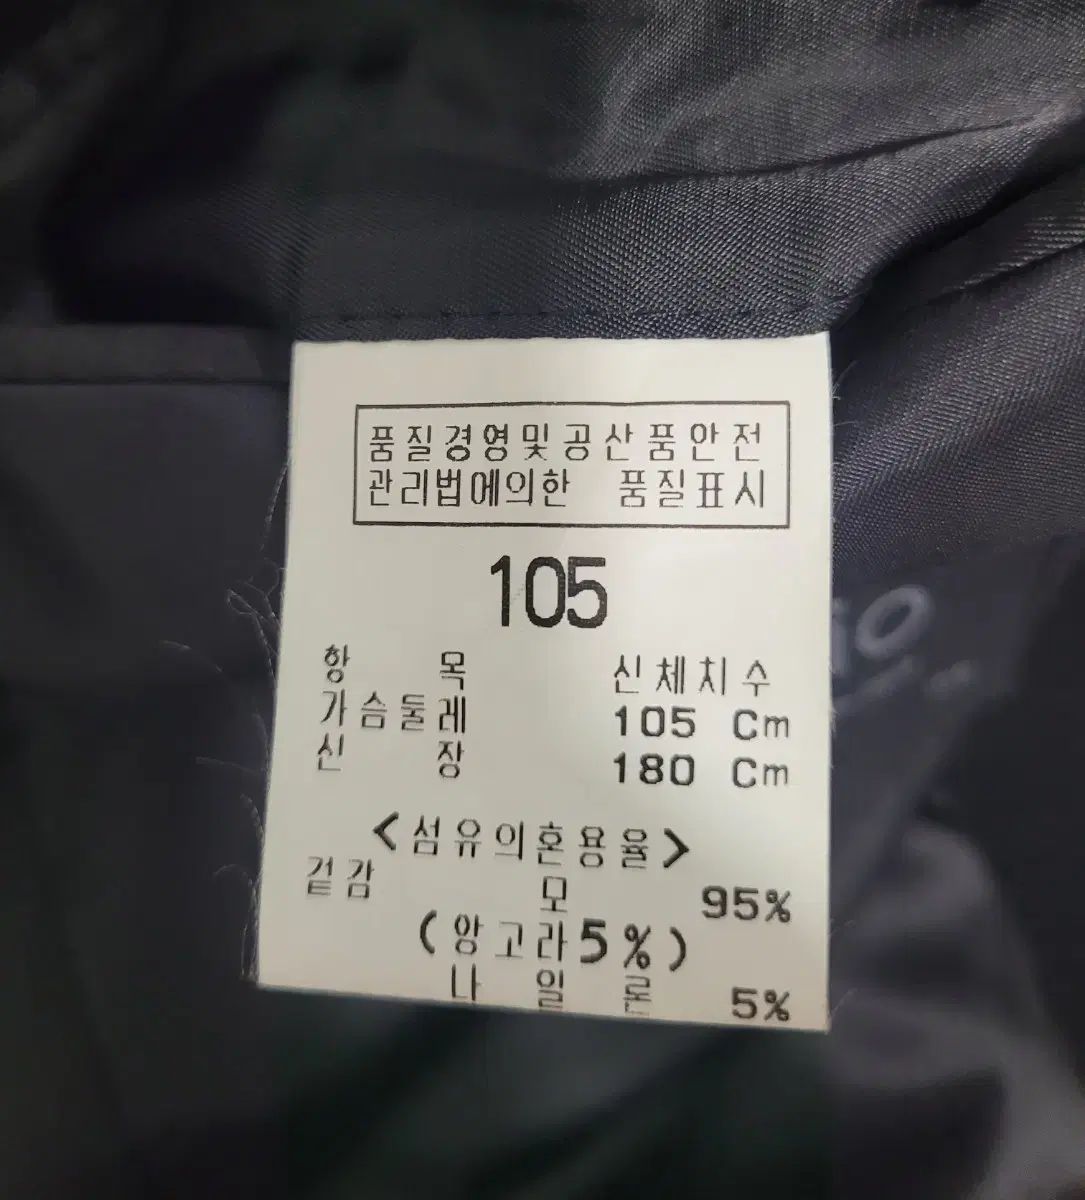 품질경영및공산품안전
관리법에의한 품질표시
105
항 목 신체치수
가슴둘레 105 Cm
신 장 180 Cm
<섬유의혼용율>
겉감 모 95%
(앙고라5%)
나 일 론 5%